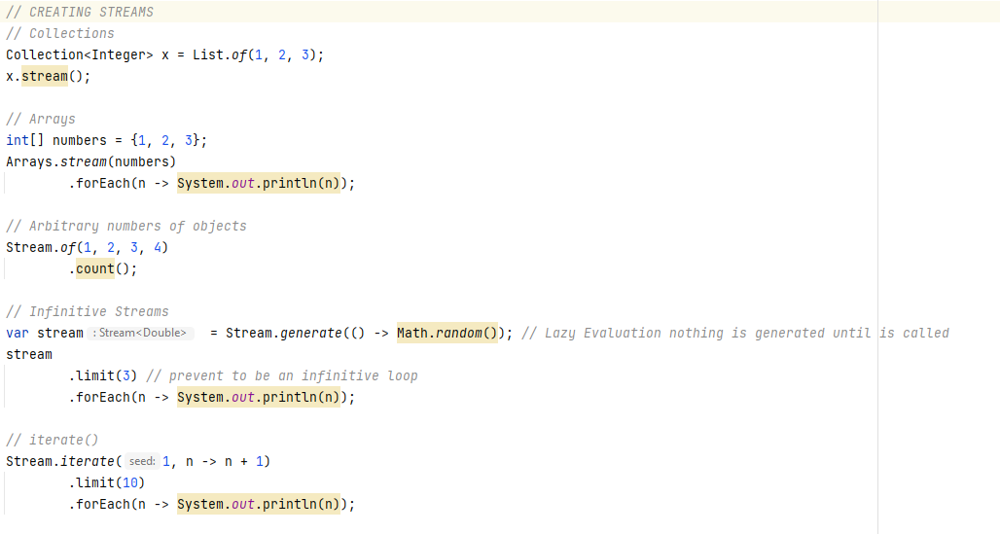 // CREATING STREAMS
// Collections
Collection<Integer> x = List.of(1, 2, 3);
x.stream();
// Arrays
int[] numbers = {1, 2, 3};
Arrays.stream(numbers)
.forEach(n -> System.out.println(n));
// Arbitrary numbers of objects
Stream.of(1, 2, 3, 4)
.count();
// Infinitive Streams
var stream : Stream<Double> = Stream.generate(() -> Math.random()); // Lazy Evaluation nothing is generated until is called
stream
.limit(3) // prevent to be an infinitive loop
.forEach(n -> System.out.println(n));
// iterate()
Stream.iterate( seed: 1, n -> n + 1)
.limit(10)
.forEach(n -> System.out.println(n));